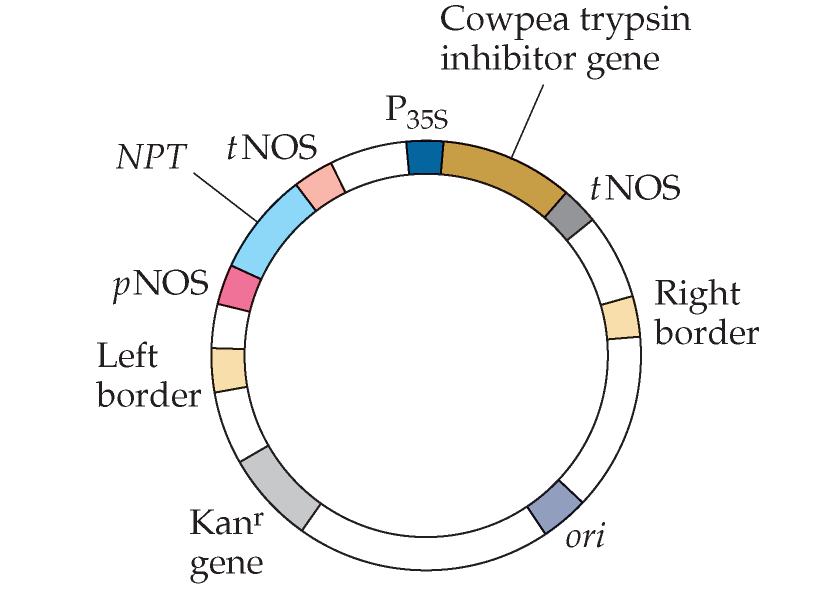 Cowpea trypsin
inhibitor gene
P35S
tNOS
NPT
tNOS
pNOS
Right
border
Left
border
Kanr
gene
ori